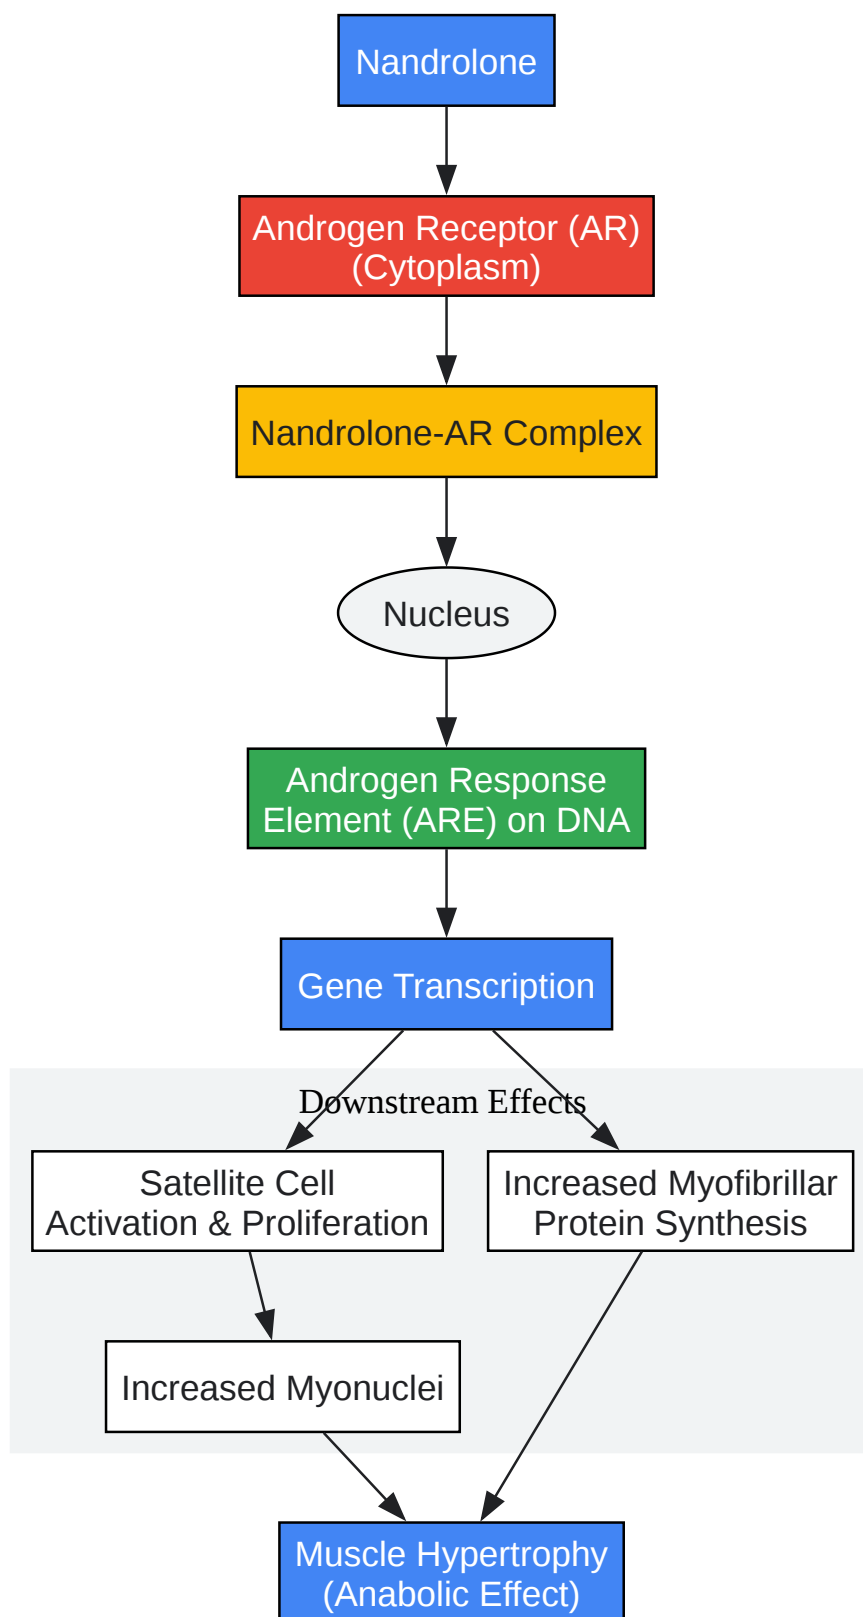 Nandrolone
Androgen Receptor (AR)
(Cytoplasm)
Nandrolone-AR Complex
Nucleus
Androgen Response
Element (ARE) on DNA
Gene Transcription
Downstream Effects
Satellite Cell
Activation & Proliferation
Increased Myofibrillar
Protein Synthesis
Increased Myonuclei
Muscle Hypertrophy
(Anabolic Effect)